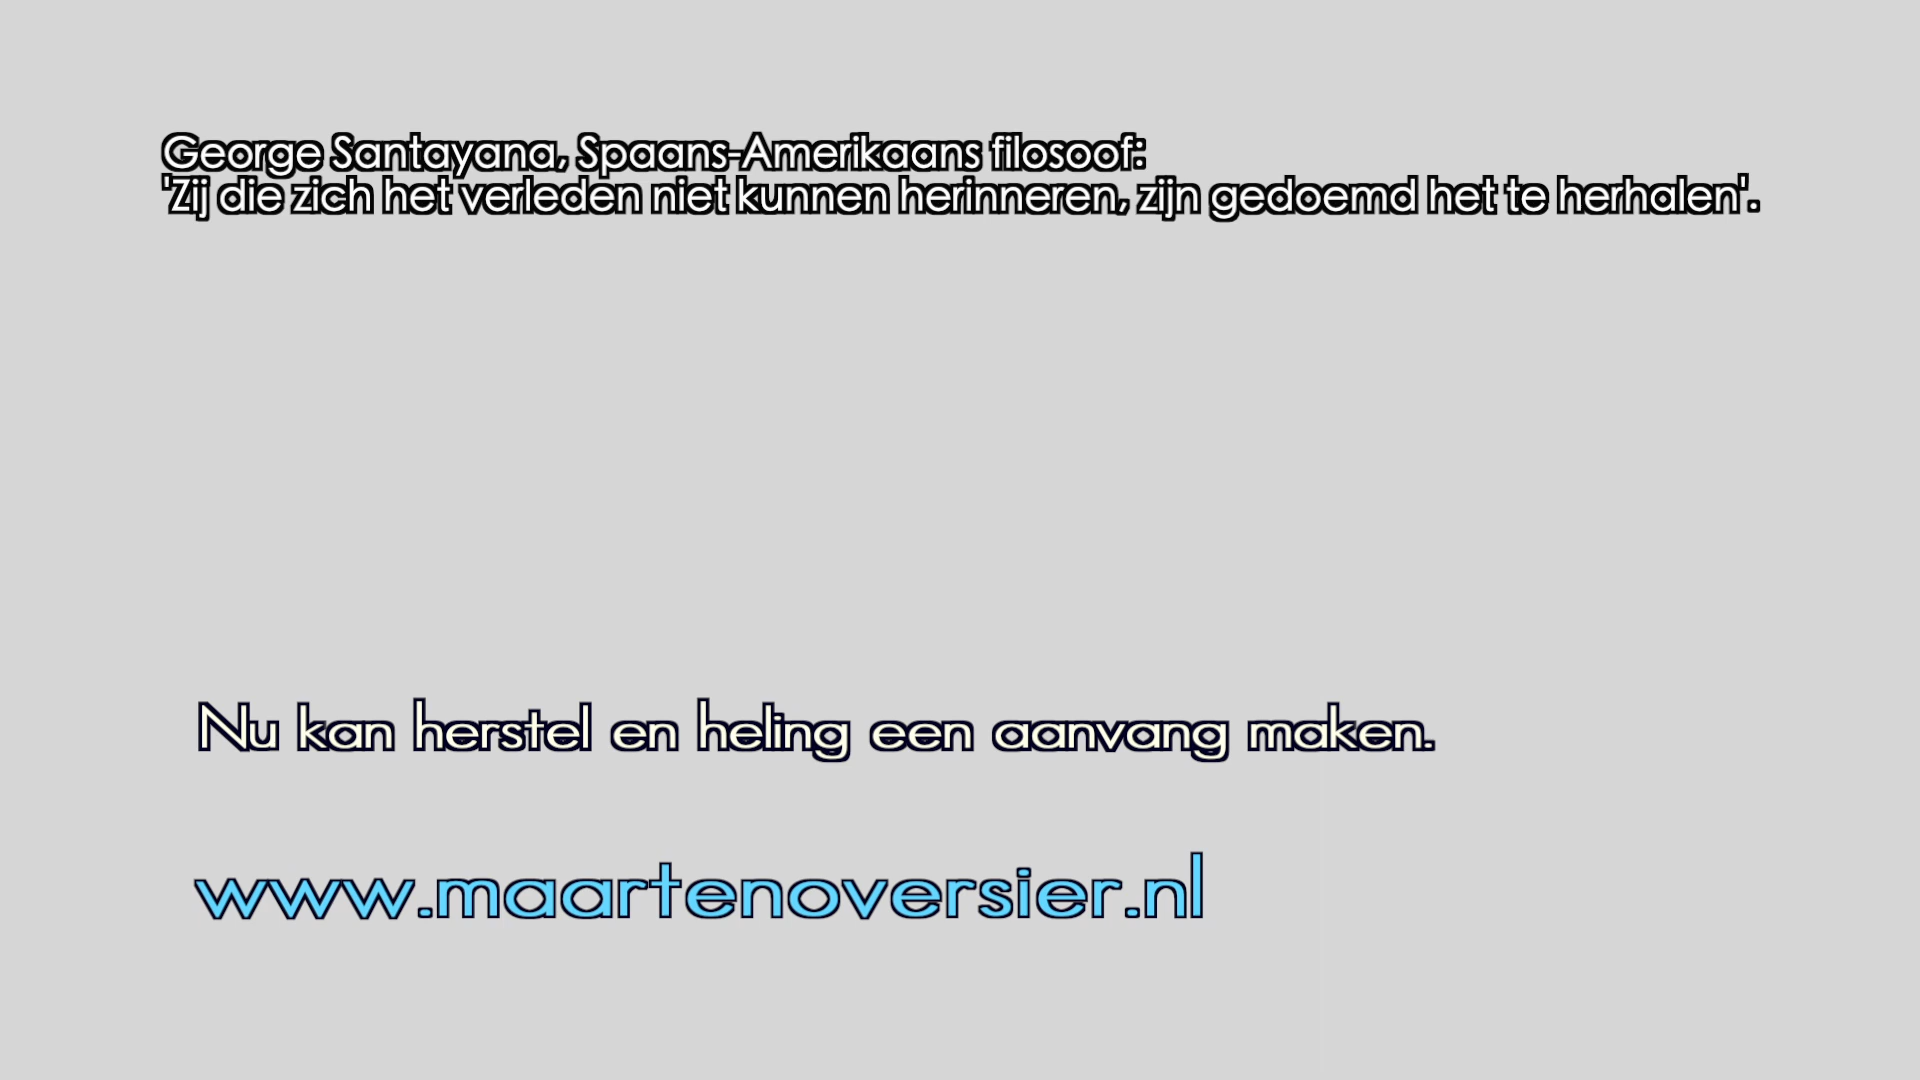 George Santayana, Spaans-Amerikaans filosoof:
'Zij die zich het verleden niet kunnen herinneren, zijn gedoemd het te herhalen'.
Nu kan herstel en heling een aanvang maken.
www.maartenoversier.nl